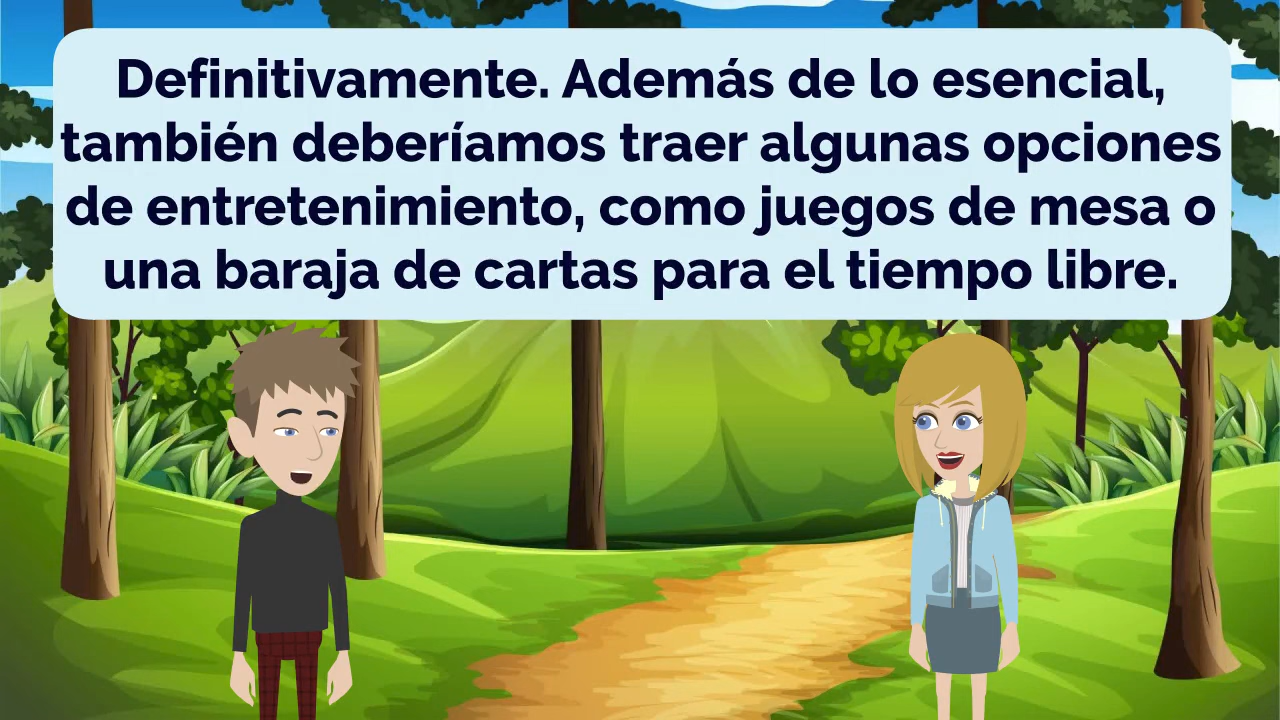 Definitivamente. Además de lo esencial,
también deberíamos traer algunas opciones
de entretenimiento, como juegos de mesa o
una baraja de cartas para el tiempo libre.